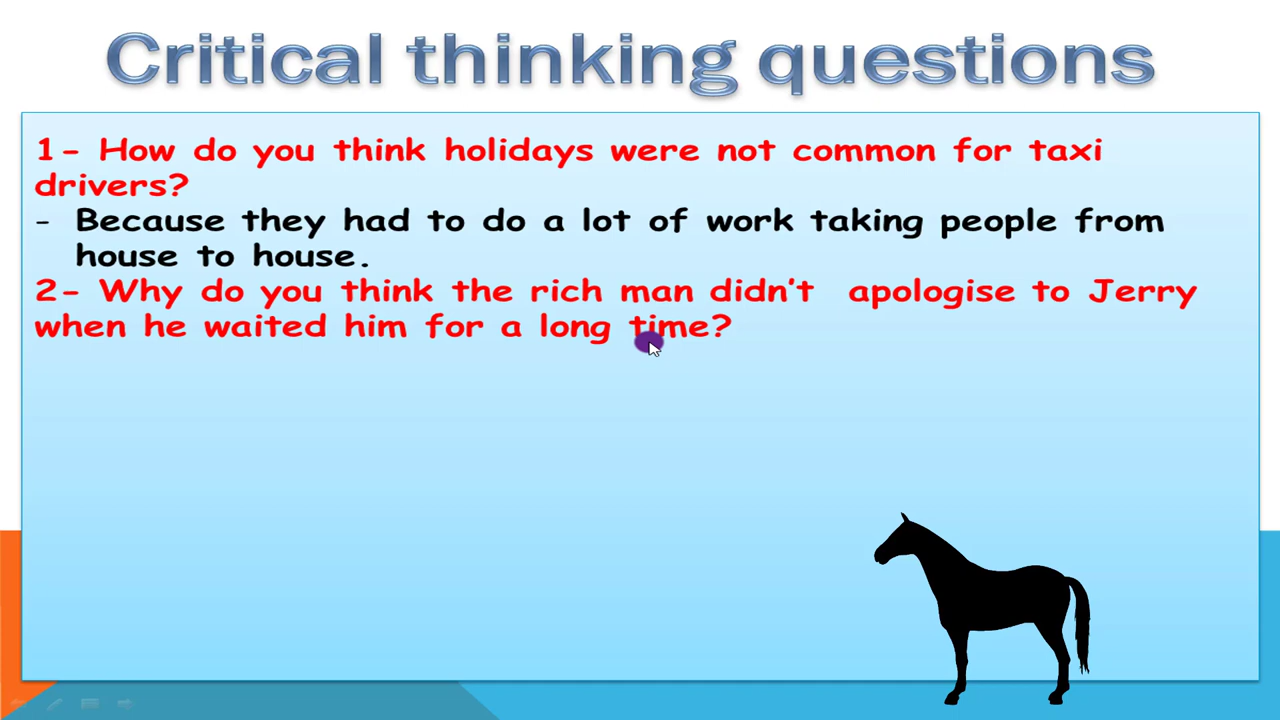 Critical thinking questions
1- How do you think holidays were not common for taxi
drivers?
- Because they had to do a lot of work taking people from
house to house.
2- Why do you think the rich man didn't apologise to Jerry
when he waited him for a long time?